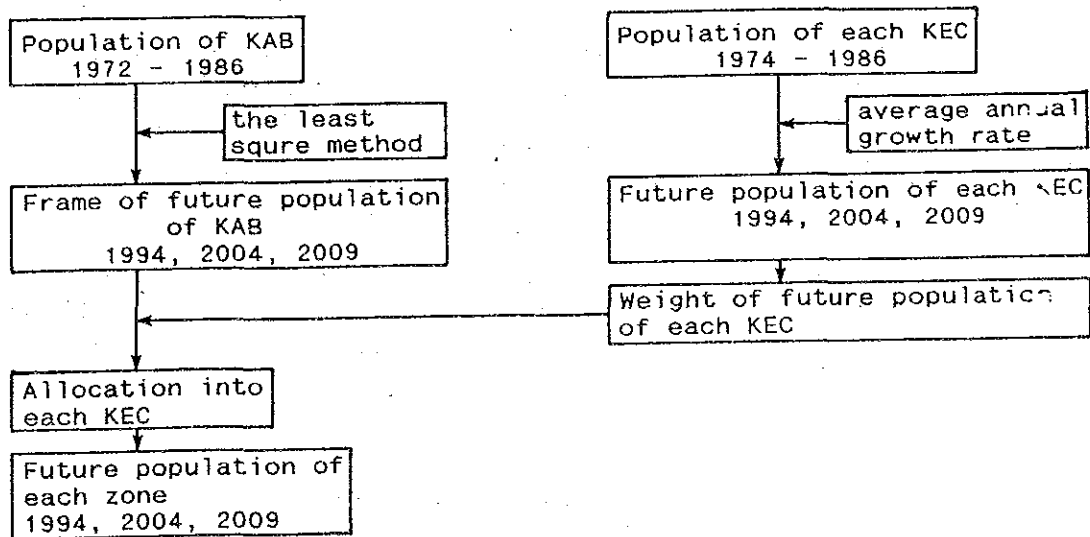 Population of KAB
1972 - 1986
the least
squre method
Frame of future population
of KAB
1994, 2004, 2009
Allocation into
each KEC
Future population of
each zone
1994, 2004, 2009
Population of each KEC
1974 - 1986
average annual
growth rate
Future population of each KEC
1994, 2004, 2009
Weight of future population
of each KEC